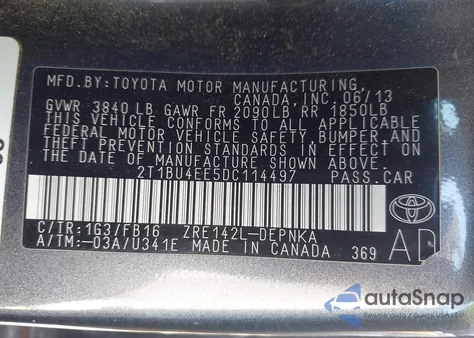 MFD.BY:TOYOTA MOTOR MANUFACTURING,
CANADA,INC.06/13
GVWR 3840 LB GAWR FR 2090LB RR 1850LB
THIS VEHICLE CONFORMS TO ALL APPLICABLE
FEDERAL MOTOR VEHICLE SAFETY,BUMPER,AND
THEFT PREVENTION STANDARDS IN EFFECT ON
THE DATE OF MANUFACTURE SHOWN ABOVE.
2T1BU4EE5DC114497 PASS.CAR
C/TR:1G3/FB16 ZRE142L-DEPNKA
A/TM:-03A/U341E MADE IN CANADA 369
AD
autoSnap